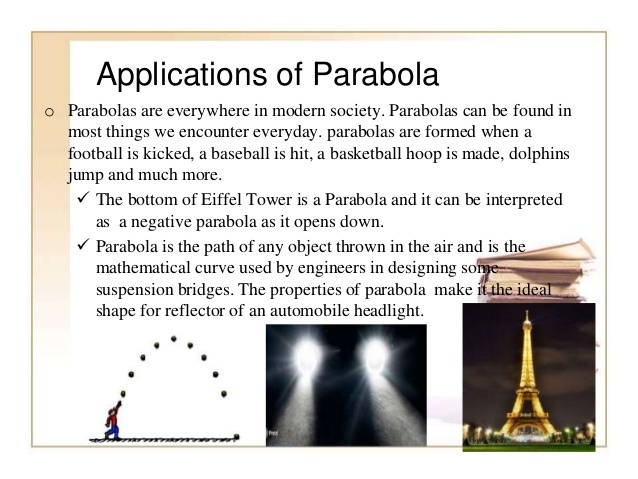 Applications of Parabola
o Parabolas are everywhere in modern society. Parabolas can be found in
most things we encounter everyday. parabolas are formed when a
football is kicked, a baseball is hit, a basketball hoop is made, dolphins
jump and much more.
✓ The bottom of Eiffel Tower is a Parabola and it can be interpreted
as a negative parabola as it opens down.
✓ Parabola is the path of any object thrown in the air and is the
mathematical curve used by engineers in designing some
suspension bridges. The properties of parabola make it the ideal
shape for reflector of an automobile headlight.